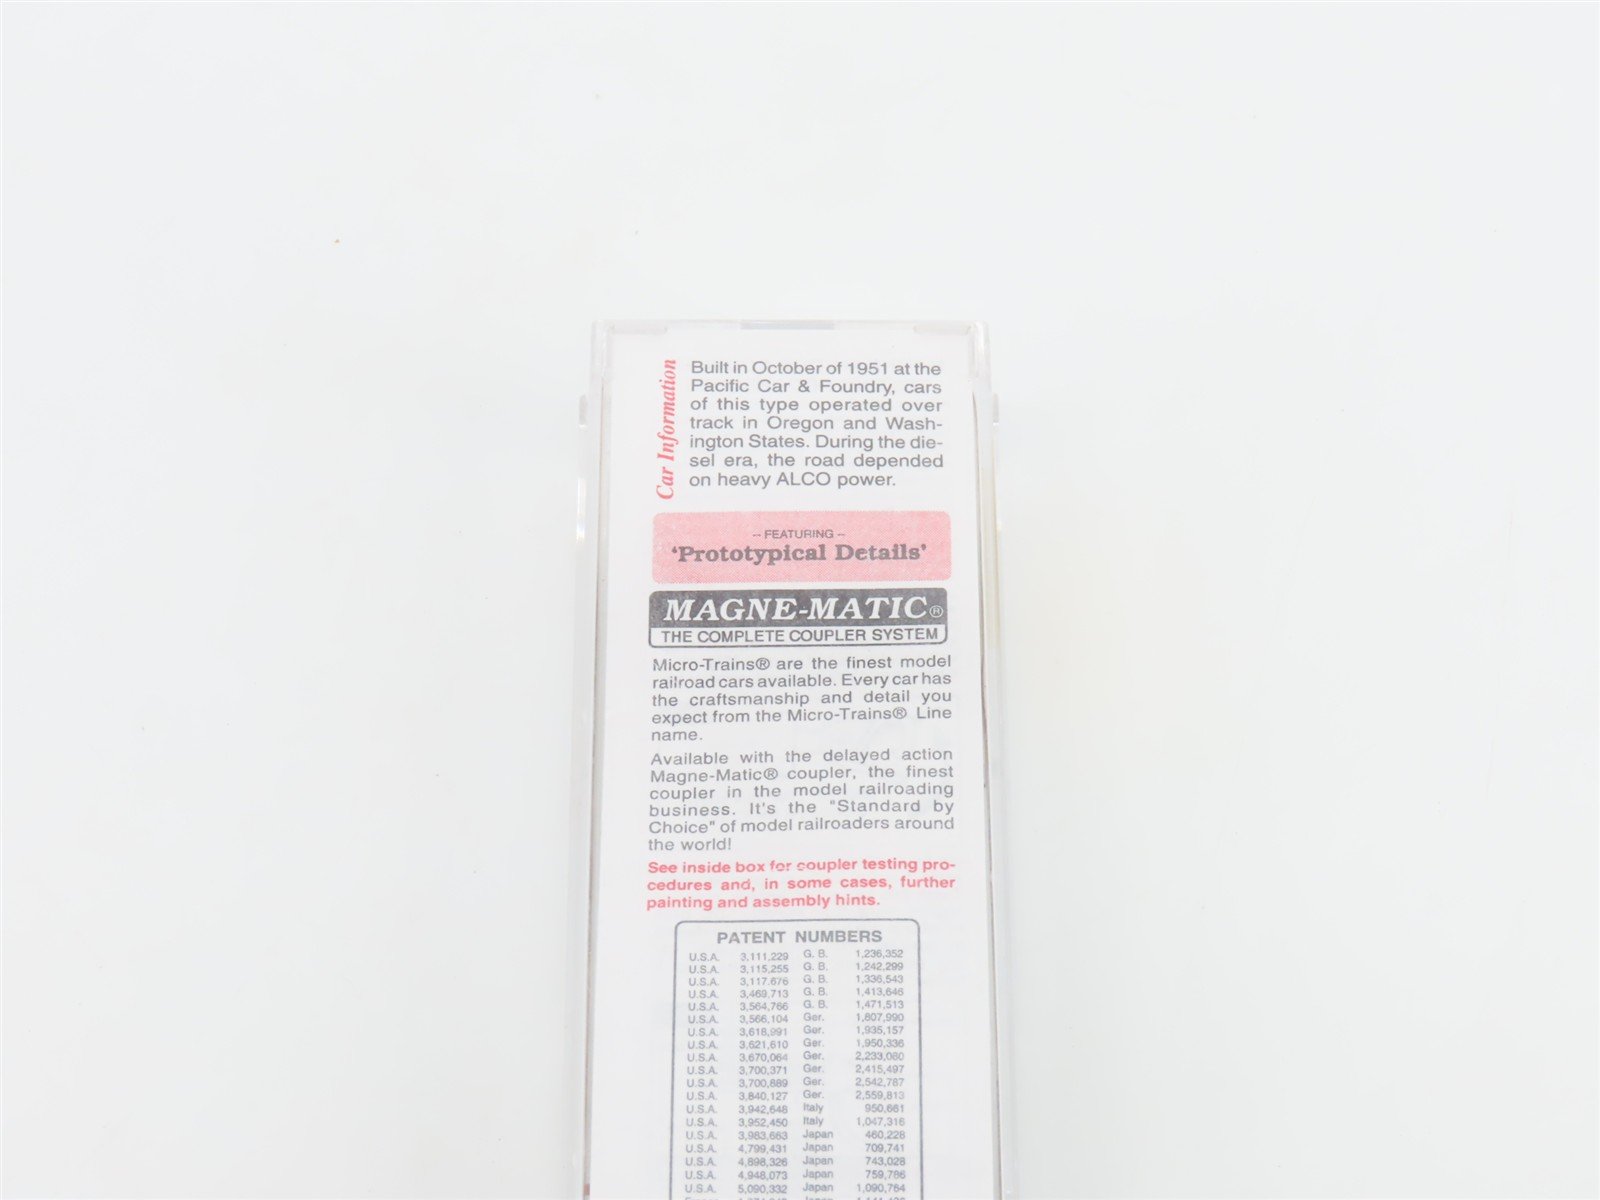 Car Information
Built in October of 1951 at the
Pacific Car & Foundry, cars
of this type operated over
track in Oregon and Wash-
ington States. During the die-
sel era, the road depended
on heavy ALCO power.
– FEATURING –
'Prototypical Details'
MAGNE-MATIC®
THE COMPLETE COUPLER SYSTEM
Micro-Trains® are the finest model
railroad cars available. Every car has
the craftsmanship and detail you
expect from the Micro-Trains® Line
name.
Available with the delayed action
Magne-Matic® coupler, the finest
coupler in the model railroading
business. It's the "Standard by
Choice" of model railroaders around
the world!
See inside box for coupler testing pro-
cedures and, in some cases, further
painting and assembly hints.
PATENT NUMBERS
U.S.A. 3,111,229 G. B. 1,236,352
U.S.A. 3,115,255 G. B. 1,242,299
U.S.A. 3,117,676 G. B. 1,336,543
U.S.A. 3,469,713 G. B. 1,413,646
U.S.A. 3,564,766 G. B. 1,471,513
U.S.A. 3,566,104 Ger. 1,807,990
U.S.A. 3,618,991 Ger. 1,935,157
U.S.A. 3,621,610 Ger. 1,950,336
U.S.A. 3,670,064 Ger. 2,233,080
U.S.A. 3,700,371 Ger. 2,415,497
U.S.A. 3,700,889 Ger. 2,542,787
U.S.A. 3,840,127 Ger. 2,559,813
U.S.A. 3,942,648 Italy 950,661
U.S.A. 3,952,450 Italy 1,047,316
U.S.A. 3,983,663 Japan 460,228
U.S.A. 4,799,431 Japan 709,741
U.S.A. 4,898,326 Japan 743,028
U.S.A. 4,948,073 Japan 759,786
U.S.A. 5,090,332 Japan 1,090,764